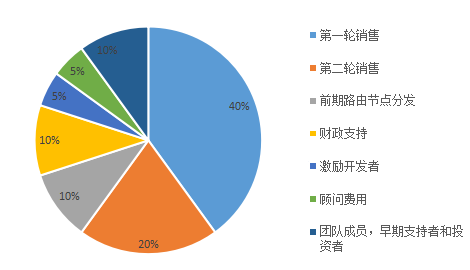 10%
5%
5%
10%
10%
20%
40%
第一轮销售
第二轮销售
前期路由节点分发
财政支持
激励开发者
顾问费用
团队成员，早期支持者和投
资者